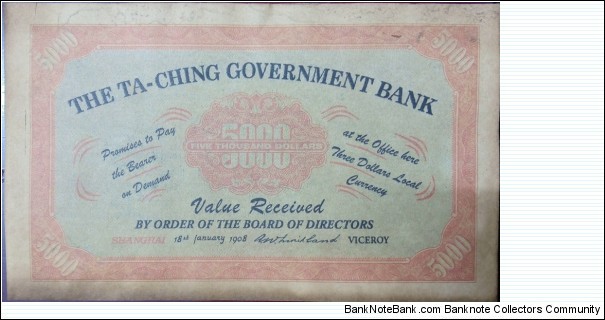 5000 5000
THE TA-CHING GOVERNMENT BANK
Promises to Pay
the Bearer
on Demand
5000
FIVE THOUSAND DOLLARS
5000
at the Office here
Three Dollars Local
Currency
Value Received
BY ORDER OF THE BOARD OF DIRECTORS
SHANGHAI 18st January 1908 VICEROY
5000 5000
BankNoteBank.com Banknote Collectors Community